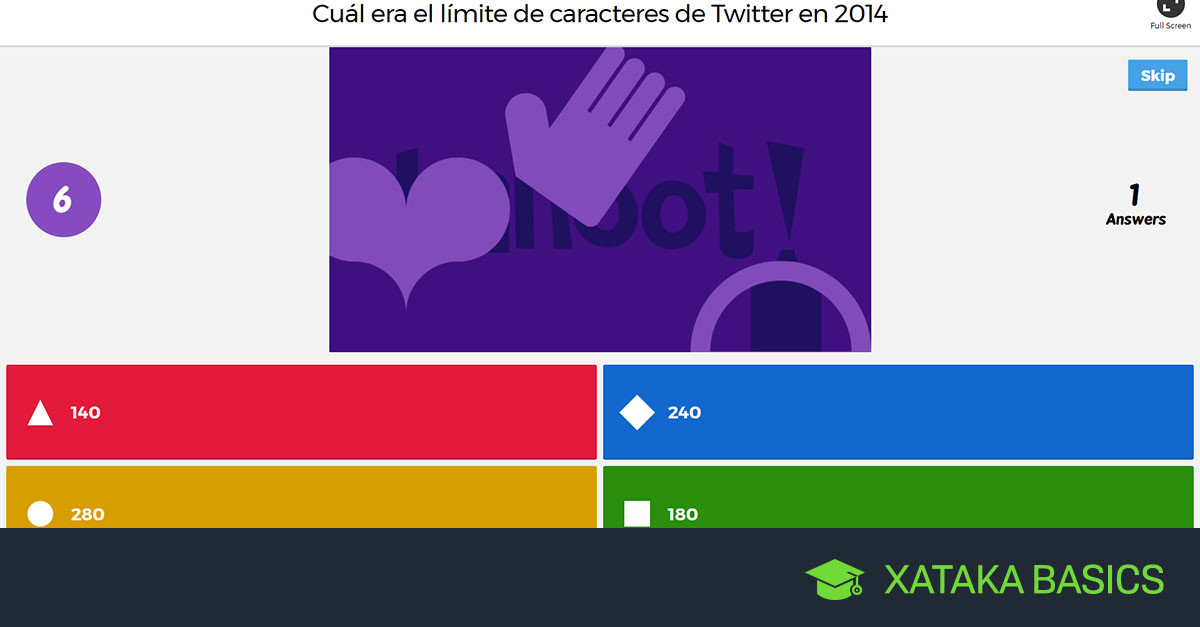 Cuál era el límite de caracteres de Twitter en 2014
Full Screen
Skip
6
1
Answers
140
240
280
180
XATAKA BASICS